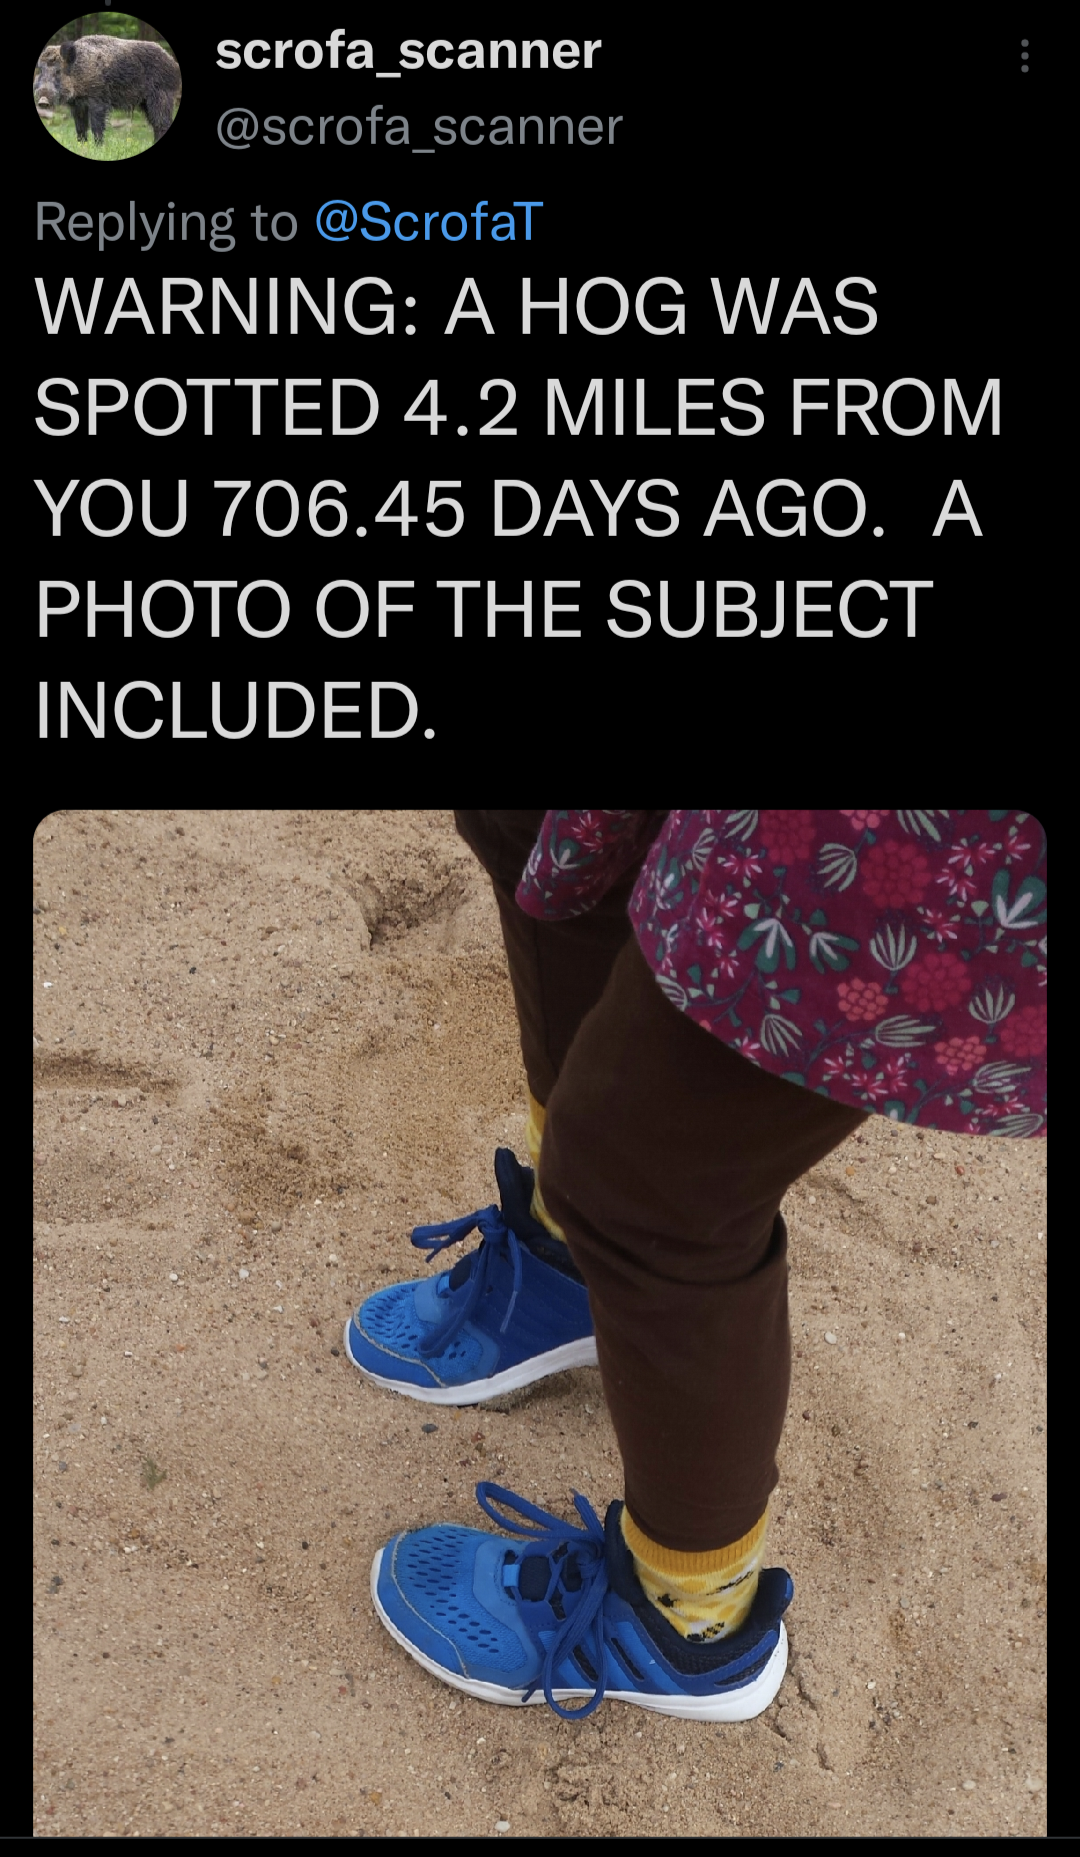 scrofa_scanner
@scrofa_scanner
Replying to @ScrofaT
WARNING: A HOG WAS
SPOTTED 4.2 MILES FROM
YOU 706.45 DAYS AGO.  A
PHOTO OF THE SUBJECT
INCLUDED.